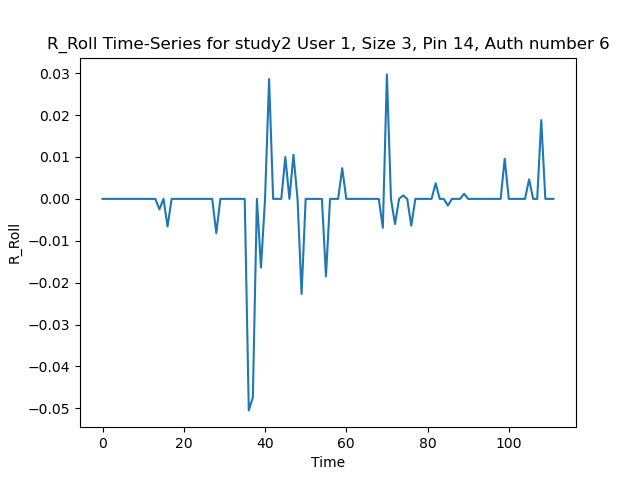 R_Roll Time-Series for study2 User 1, Size 3, Pin 14, Auth number 6
0.03
0.02
0.01
0.00
−0.01
−0.02
−0.03
−0.04
−0.05
R_Roll
0 20 40 60 80 100
Time